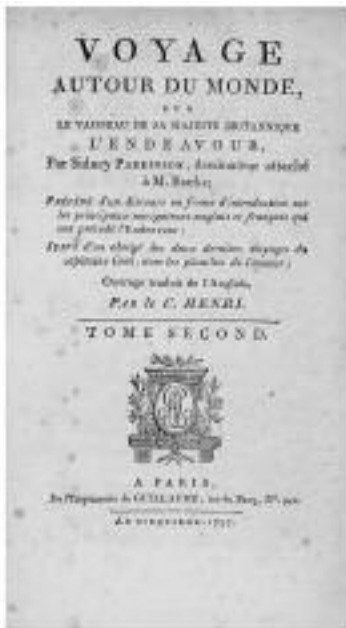 VOYAGE
AUTOUR DU MONDE,
SUR
LE VAISSEAU DE SA MAJESTÉ BRITANNIQUE
L'ENDEAVOUR,
Par Sidney PARKINSON, dessinateur attaché
à M. Banks;
Précédé d'un discours en forme d'introduction sur
les principaux navigateurs anglais et français qui
ont précédé l'Endeavour;
Suivi d'un abrégé des deux derniers voyages du
capitaine Cook; avec les planches de l'auteur;
Ouvrage traduit de l'Anglais,
PAR le C. HENRI.
TOME SECOND.
A PARIS,
De l'Imprimerie de GUILLAUME, rue du Bacq, N°.
AN CINQUIÈME-1797.